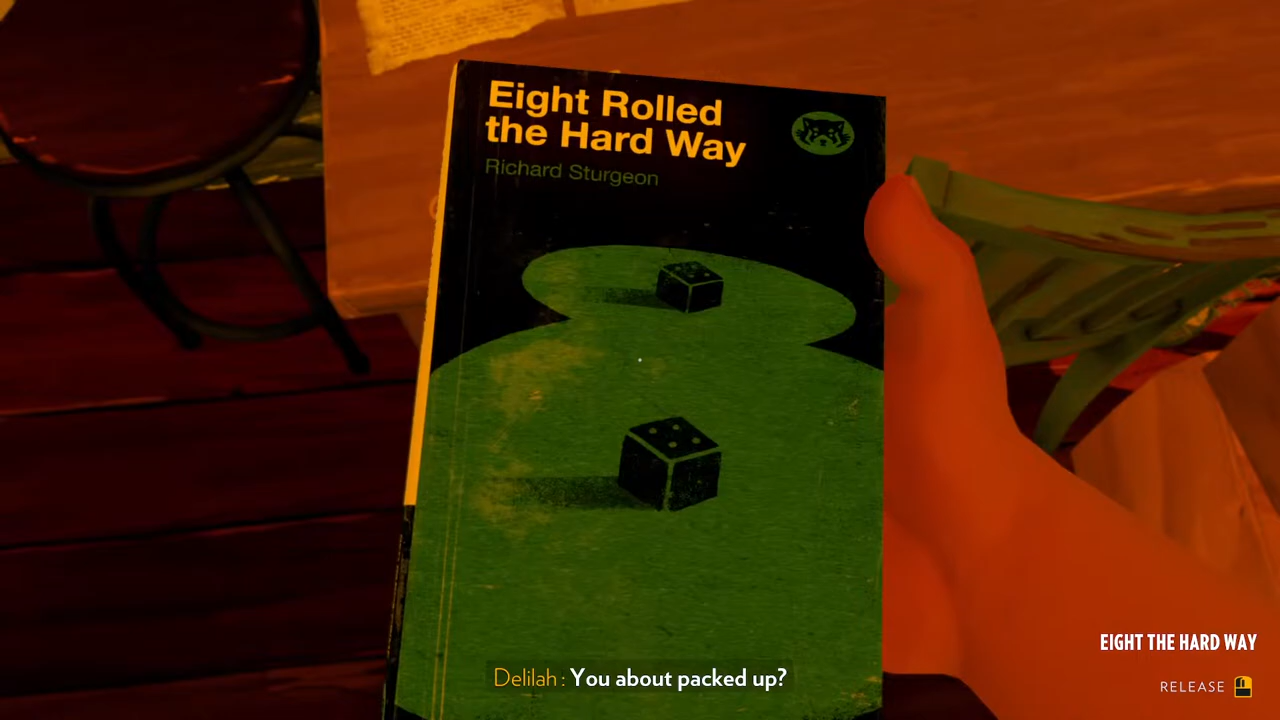 Eight Rolled
the Hard Way
Richard Sturgeon
Delilah : You about packed up?
EIGHT THE HARD WAY
RELEASE